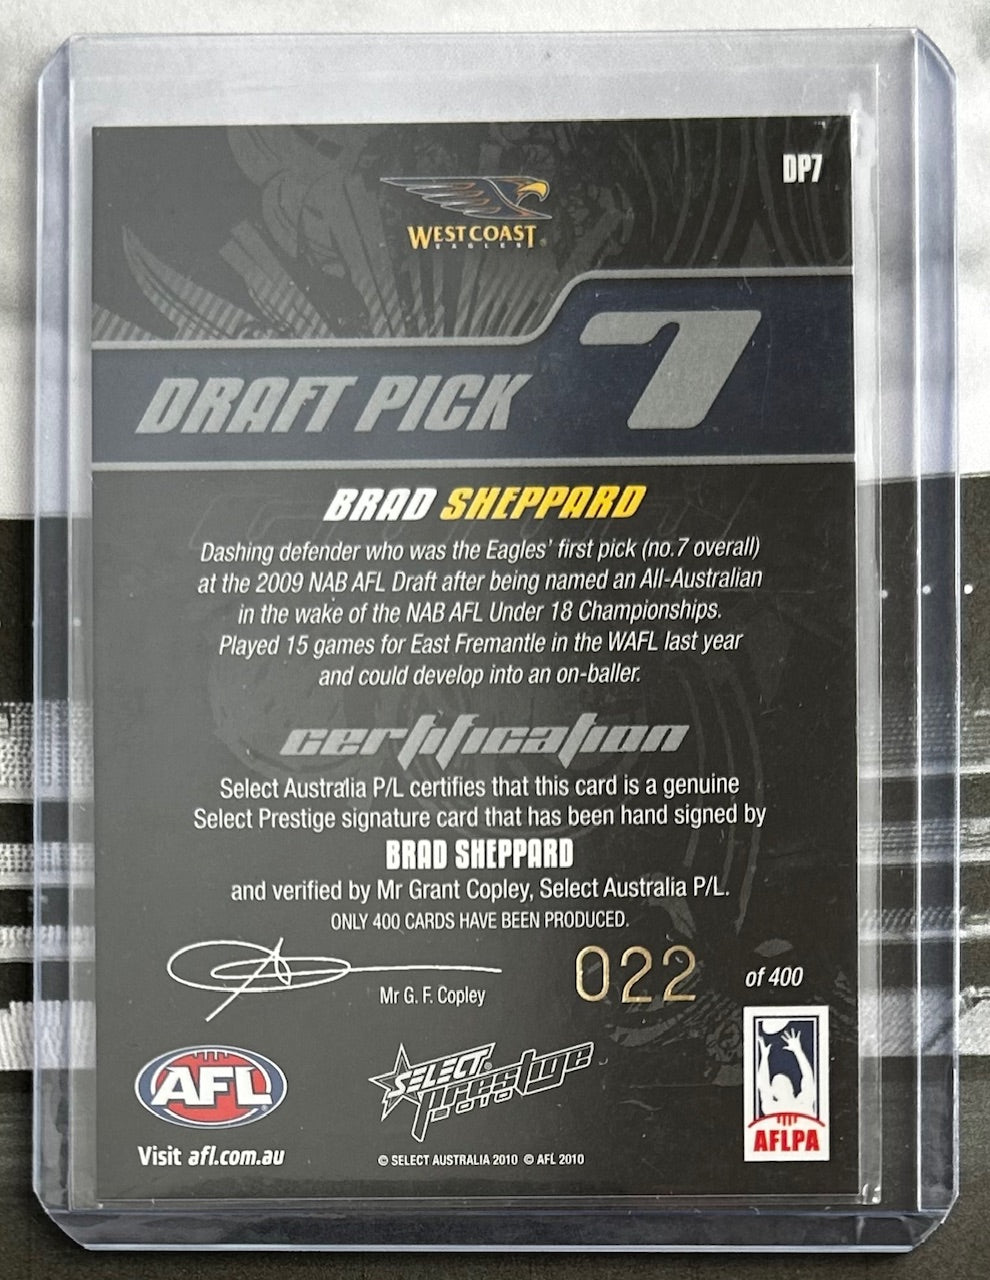 DP7
WEST COAST
EAGLES
DRAFT PICK 7
BRAD SHEPPARD
Dashing defender who was the Eagles' first pick (no.7 overall)
at the 2009 NAB AFL Draft after being named an All-Australian
in the wake of the NAB AFL Under 18 Championships.
Played 15 games for East Fremantle in the WAFL last year
and could develop into an on-baller.
certification
Select Australia P/L certifies that this card is a genuine
Select Prestige signature card that has been hand signed by
BRAD SHEPPARD
and verified by Mr Grant Copley, Select Australia P/L.
ONLY 400 CARDS HAVE BEEN PRODUCED.
Mr G. F. Copley
022 of 400
AFL
SELECT
prestige
2010
AFLPA
Visit afl.com.au
© SELECT AUSTRALIA 2010 © AFL 2010